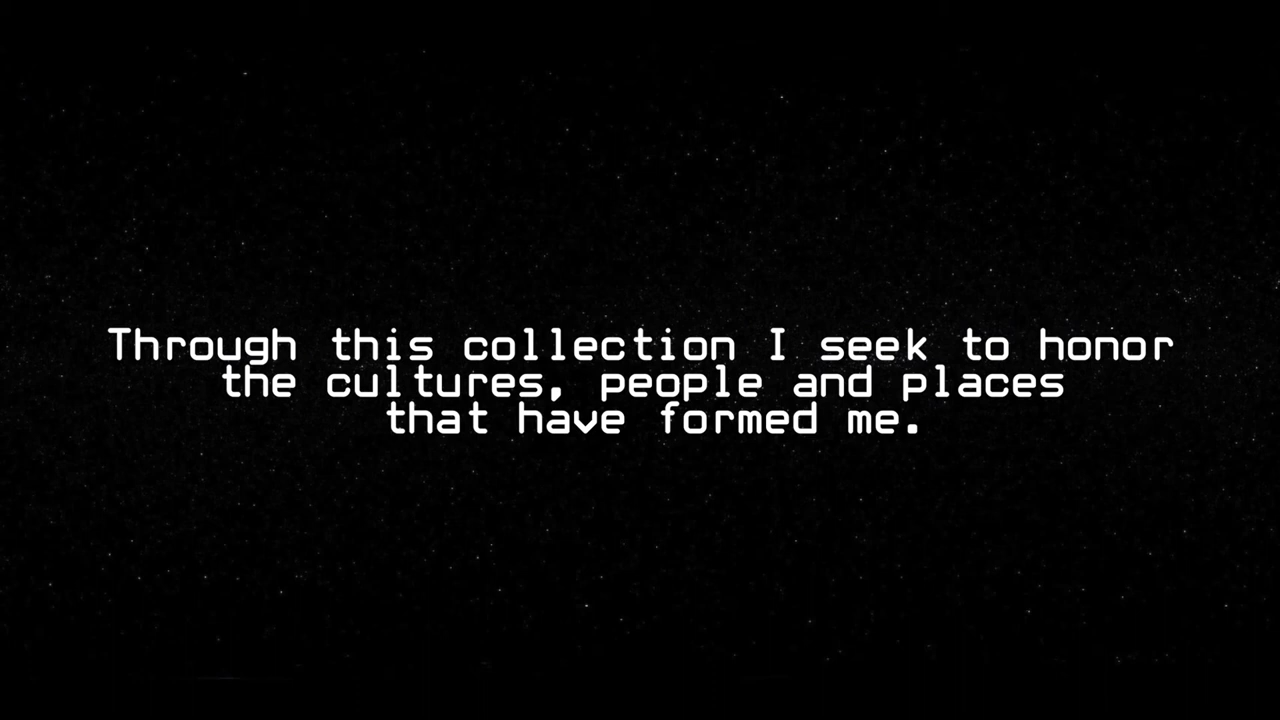 Through this collection I seek to honor
the cultures, people and places
that have formed me.